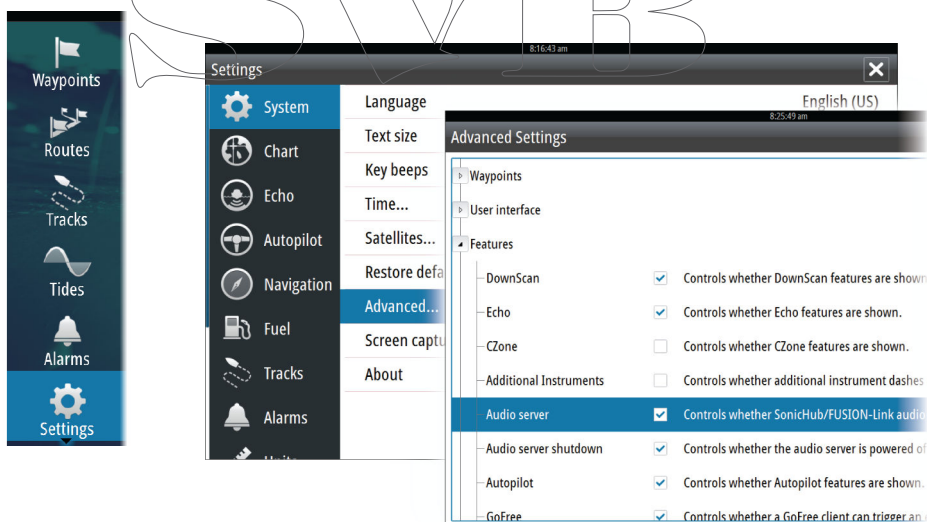 SVB
Waypoints
Routes
Tracks
Tides
Alarms
Settings
8:16:43 am
Settings
System
Chart
Echo
Autopilot
Navigation
Fuel
Tracks
Alarms
Language English (US)
Text size
Key beeps
Time...
Satellites...
Restore defa
Advanced...
Screen captu
About
8:25:49 am
Advanced Settings
Waypoints
User interface
Features
DownScan Controls whether DownScan features are shown
Echo Controls whether Echo features are shown.
CZone Controls whether CZone features are shown.
Additional Instruments Controls whether additional instrument dashes
Audio server Controls whether SonicHub/FUSION-Link audio
Audio server shutdown Controls whether the audio server is powered of
Autopilot Controls whether Autopilot features are shown.
GoFree Controls whether a GoFree client can trigger an